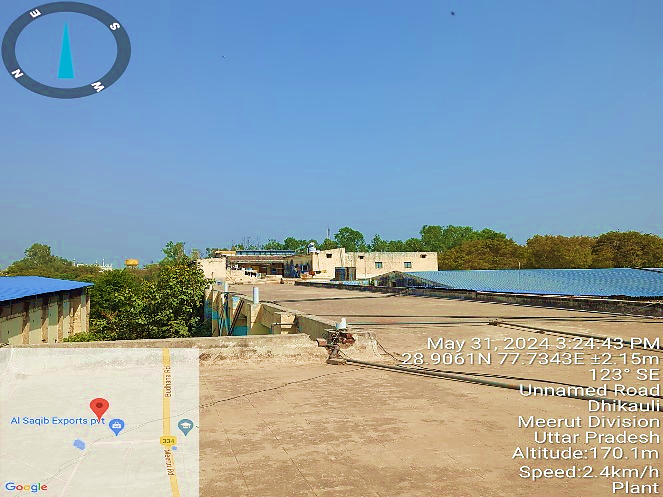 E
S
N
W
May 31, 2024 3:24:43 PM
28.9061N 77.7343E ±2.15m
123° SE
Unnamed Road
Dhikauli
Meerut Division
Uttar Pradesh
Altitude:170.1m
Speed:2.4km/h
Plant
Al Saqib Exports pvt
334
Google